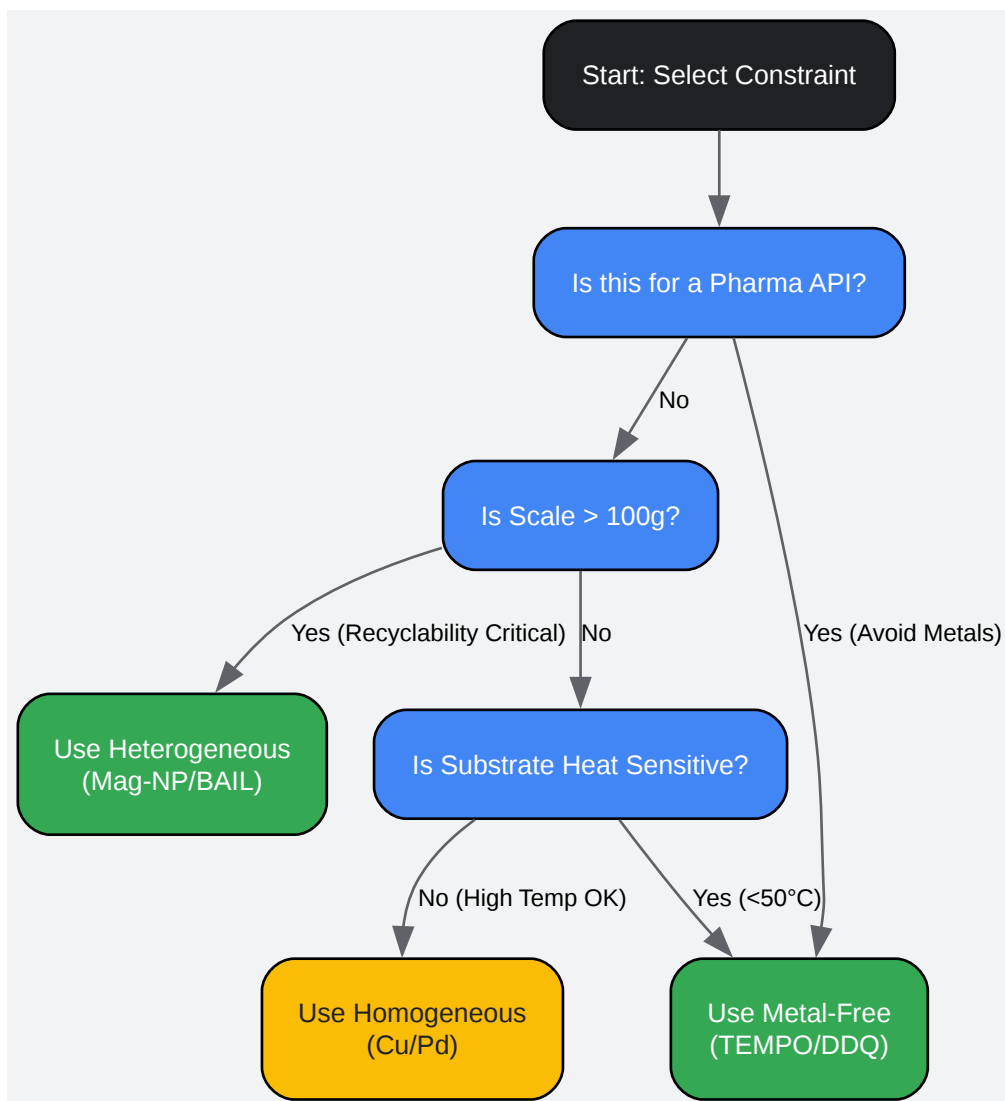 Start: Select Constraint
Is this for a Pharma API?
No
Is Scale > 100g?
Yes (Recyclability Critical)
No
Yes (Avoid Metals)
Use Heterogeneous
(Mag-NP/BAIL)
Is Substrate Heat Sensitive?
No (High Temp OK)
Yes (<50°C)
Use Homogeneous
(Cu/Pd)
Use Metal-Free
(TEMPO/DDQ)